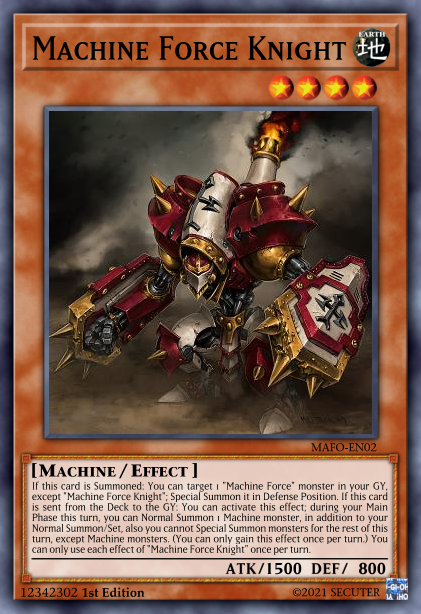 MACHINE FORCE KNIGHT
EARTH
地
MAFO-EN02
[MACHINE / EFFECT ]
If this card is Summoned: You can target 1 "Machine Force" monster in your GY,
except "Machine Force Knight"; Special Summon it in Defense Position. If this card
is sent from the Deck to the GY: You can activate this effect; during your Main
Phase this turn, you can Normal Summon 1 Machine monster, in addition to your
Normal Summon/Set, also you cannot Special Summon monsters for the rest of this
turn, except Machine monsters. (You can only gain this effect once per turn.) You
can only use each effect of "Machine Force Knight" once per turn.
ATK/1500 DEF/ 800
12342302 1st Edition
©2021 SECUTER